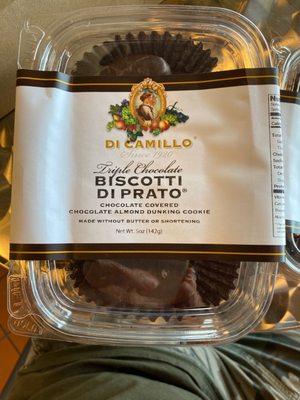 DI CAMILLO
Since 1920
Triple Chocolate
BISCOTTI
DI PRATO®
CHOCOLATE COVERED
CHOCOLATE ALMOND DUNKING COOKIE
MADE WITHOUT BUTTER OR SHORTENING
Net Wt. 5oz (142g)